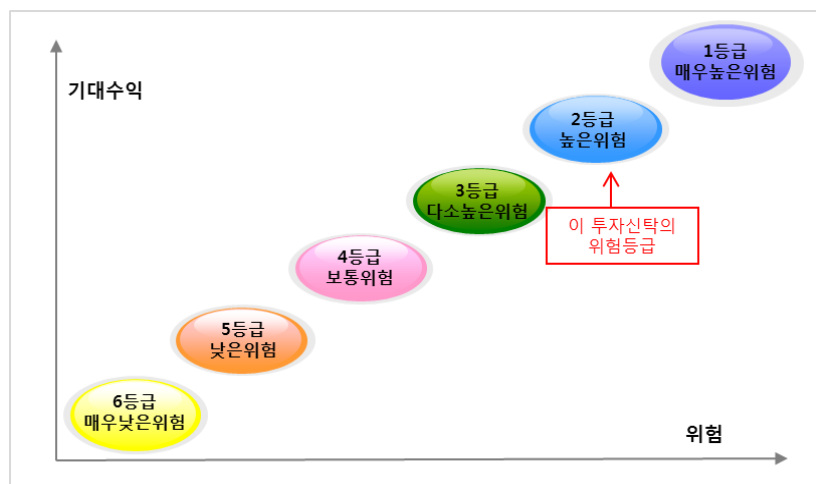 1등급
매우높은위험
기대수익
2등급
높은위험
3등급
다소높은위험
이 투자신탁의
위험등급
4등급
보통위험
5등급
낮은위험
6등급
매우낮은위험
위험